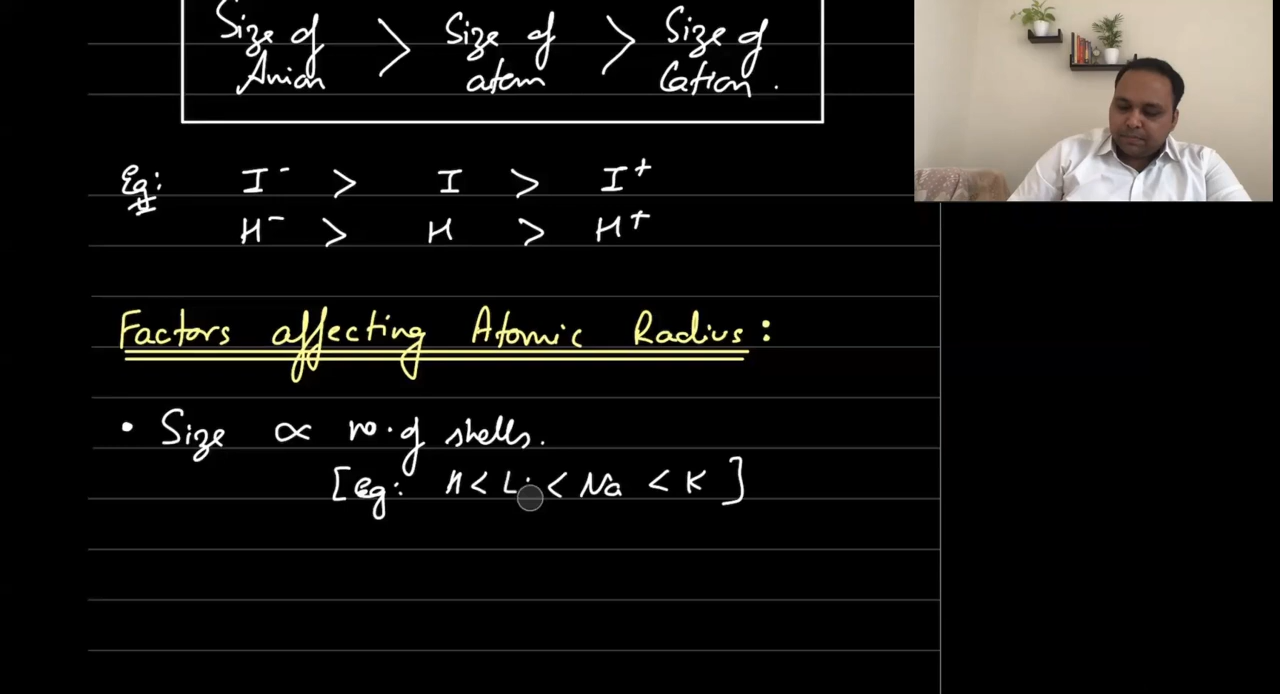 Size of > Size of > Size of
Anion atom Cation.
Eg: I⁻ > I > I⁺
H⁻ > H > H⁺
Factors affecting Atomic Radius:
• Size ∝ no. of shells.
[eg: H < Li < Na < K]